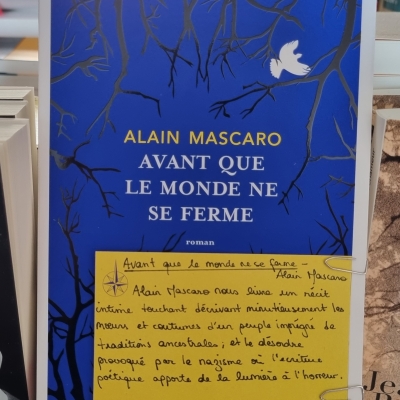 ALAIN MASCARO
AVANT QUE
LE MONDE NE
SE FERME
roman
Avant que le monde ne se ferme -
Alain Mascaro
Alain Mascaro nous livre un récit
intime touchant décrivant minutieusement les
mœurs et coutumes d'un peuple imprégné de
traditions ancestrales, et le désordre
provoqué par le nazisme où l'écriture
poétique apporte de la lumière à l'horreur.
Je